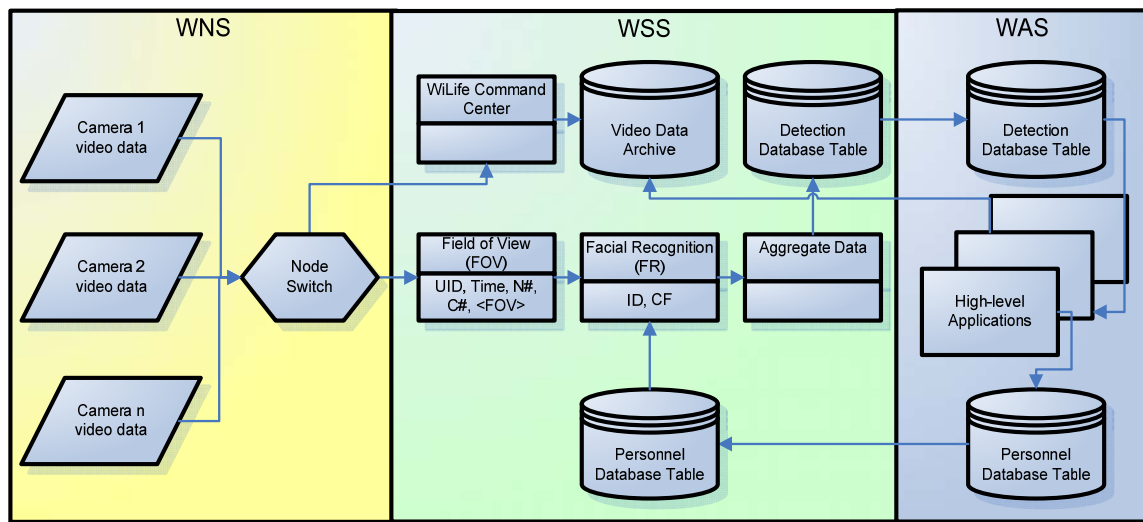 WNS
WSS
WAS
Camera 1
video data
Camera 2
video data
Camera n
video data
Node
Switch
WiLife Command
Center
Video Data
Archive
Detection
Database Table
Field of View
(FOV)
UID, Time, N#,
C#, <FOV>
Facial Recognition
(FR)
ID, CF
Aggregate Data
Personnel
Database Table
Detection
Database Table
High-level
Applications
Personnel
Database Table